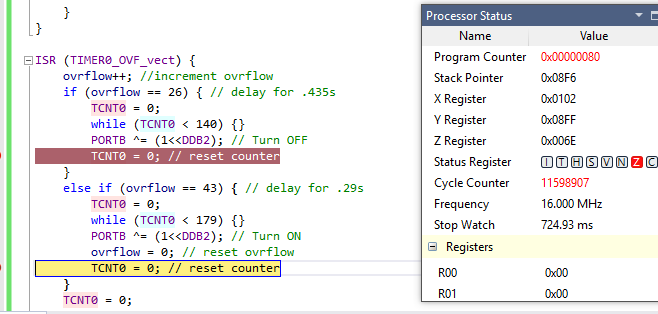 }
}
ISR (TIMER0_OVF_vect) {
ovrflow++; //increment ovrflow
if (ovrflow == 26) { // delay for .435s
TCNT0 = 0;
while (TCNT0 < 140) {}
PORTB ^= (1<<DDB2); // Turn OFF
TCNT0 = 0; // reset counter
}
else if (ovrflow == 43) { // delay for .29s
TCNT0 = 0;
while (TCNT0 < 179) {}
PORTB ^= (1<<DDB2); // Turn ON
ovrflow = 0; // reset ovrflow
TCNT0 = 0; // reset counter
}
TCNT0 = 0;
Processor Status
Name Value
Program Counter 0x00000080
Stack Pointer 0x08F6
X Register 0x0102
Y Register 0x08FF
Z Register 0x006E
Status Register I T H S V N Z C
Cycle Counter 11598907
Frequency 16.000 MHz
Stop Watch 724.93 ms
Registers
R00 0x00
R01 0x00